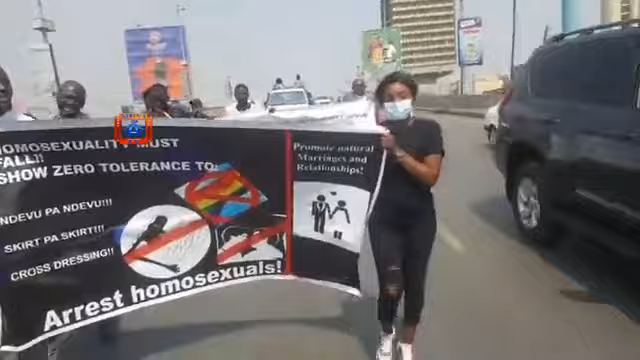 HOMOSEXUALITY MUST
FALL!!
SHOW ZERO TOLERANCE TO:
NDEVU PA NDEVU!!!
SKIRT PA SKIRT!!!
CROSS DRESSING!!
Arrest homosexuals!
Promote natural
Marriages and
Relationships!